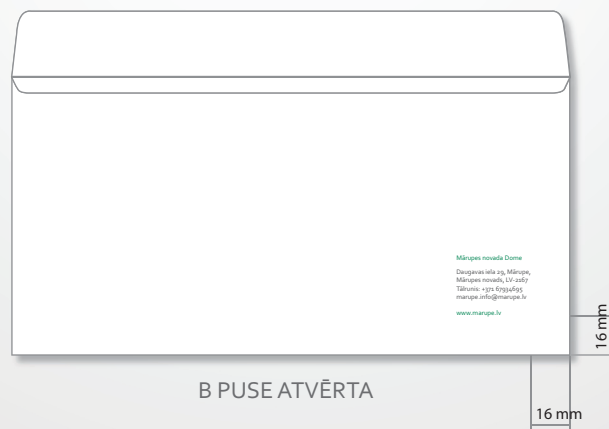 Mārupes novada Dome
Daugavas iela 29, Mārupe,
Mārupes novads, LV-2167
Tālrunis: +371 67934695
marupe.info@marupe.lv
www.marupe.lv
16 mm
B PUSE ATVĒRTA
16 mm